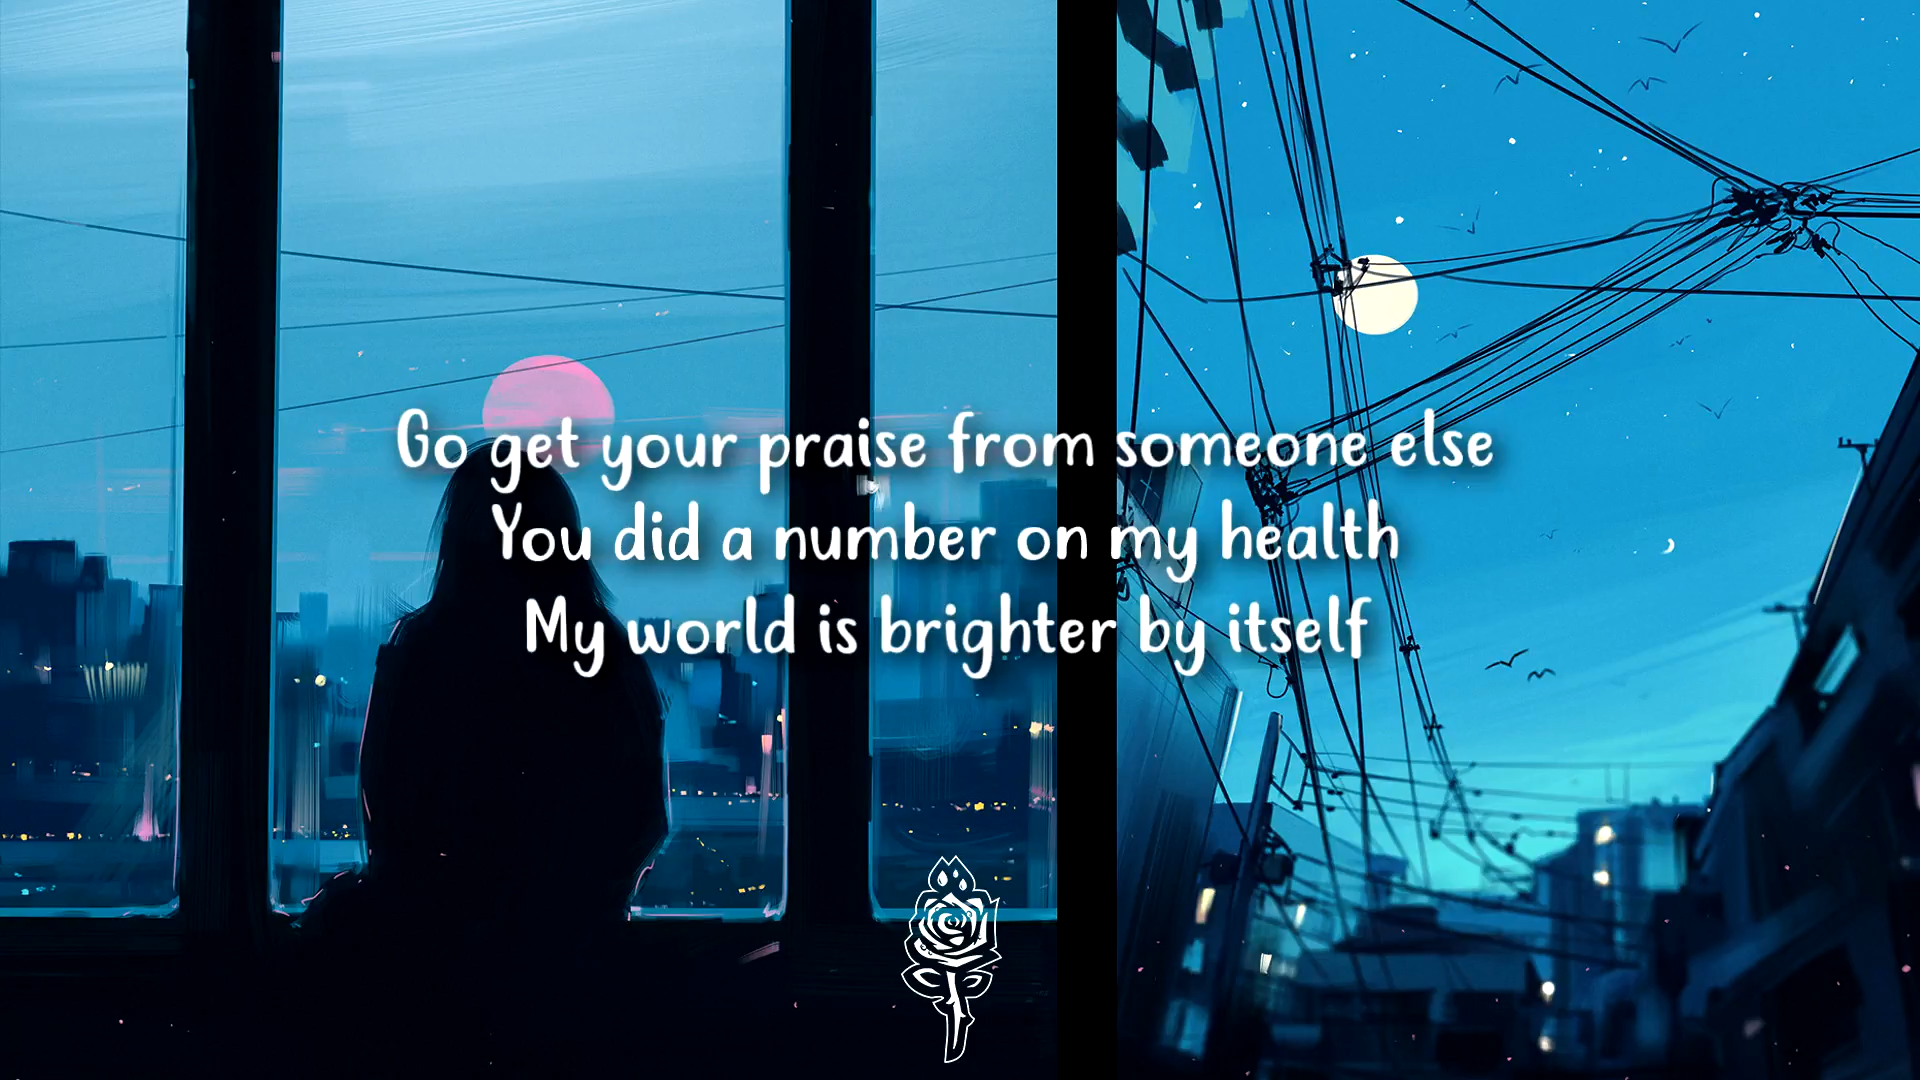 Go get your praise from someone else
You did a number on my health
My world is brighter by itself